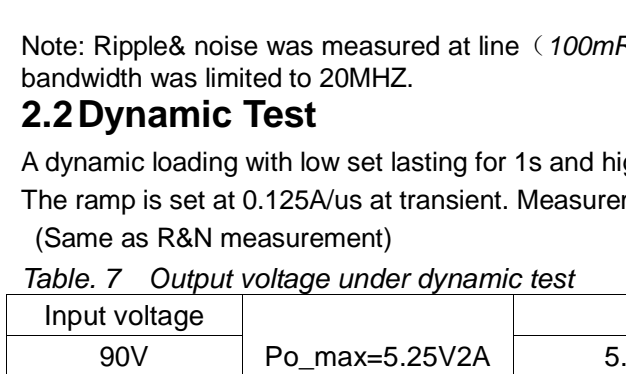 Note: Ripple& noise was measured at line（100mR
bandwidth was limited to 20MHZ.
2.2 Dynamic Test
A dynamic loading with low set lasting for 1s and hig
The ramp is set at 0.125A/us at transient. Measurer
(Same as R&N measurement)
Table. 7 Output voltage under dynamic test
Input voltage
90V Po_max=5.25V2A 5.